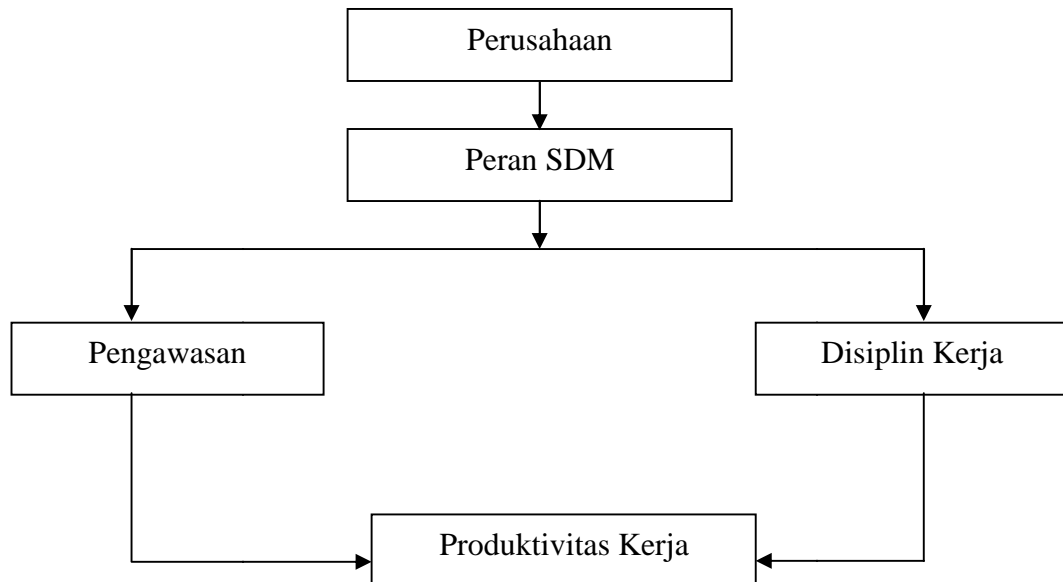 Perusahaan
Peran SDM
Pengawasan
Disiplin Kerja
Produktivitas Kerja